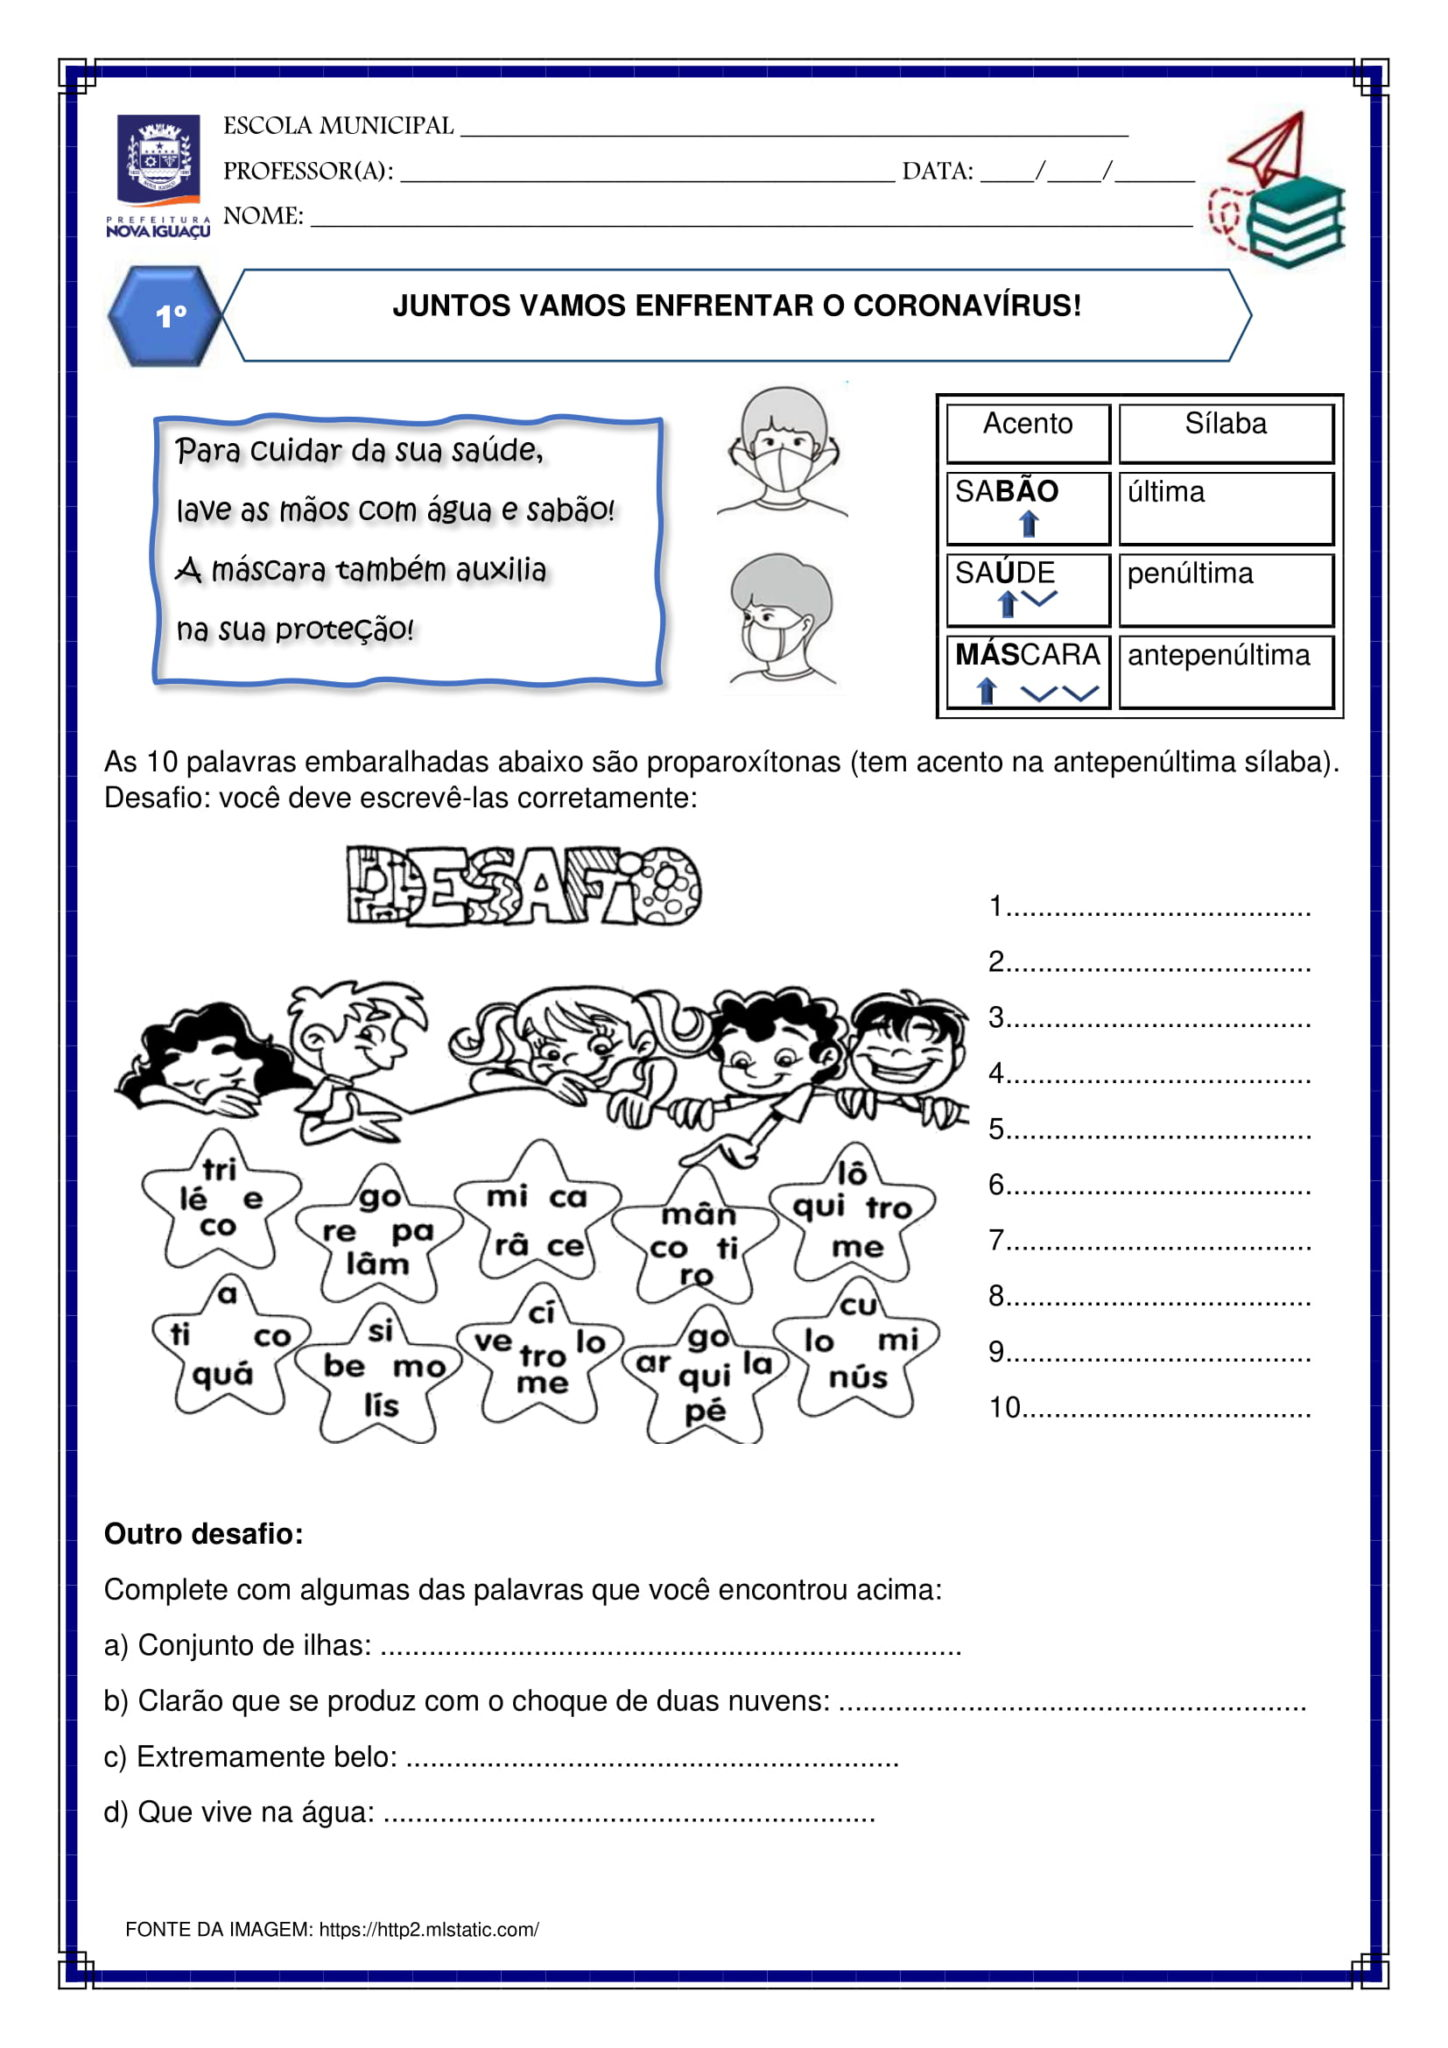 ESCOLA MUNICIPAL ______________________________________________
PROFESSOR(A): __________________________________ DATA: ____/____/______
NOME: _____________________________________________________________
PREFEITURA
NOVA IGUAÇU
1º
JUNTOS VAMOS ENFRENTAR O CORONAVÍRUS!
Para cuidar da sua saúde,
lave as mãos com água e sabão!
A máscara também auxilia
na sua proteção!
Acento Sílaba
SABÃO última
SAÚDE penúltima
MÁSCARA antepenúltima
As 10 palavras embaralhadas abaixo são proparoxítonas (tem acento na antepenúltima sílaba).
Desafio: você deve escrevê-las corretamente:
DESAFiO
tri
lé e
co
go
re pa
lâm
mi ca
râ ce
mân
co ti
ro
lô
qui tro
me
a
ti co
quá
si
be mo
lís
cí
ve lo
tro
me
go
ar la
qui
pé
cu
lo mi
nús
1......................................
2......................................
3......................................
4......................................
5......................................
6......................................
7......................................
8......................................
9......................................
10....................................
Outro desafio:
Complete com algumas das palavras que você encontrou acima:
a) Conjunto de ilhas: ........................................................................
b) Clarão que se produz com o choque de duas nuvens: ..........................................................
c) Extremamente belo: .............................................................
d) Que vive na água: .............................................................
FONTE DA IMAGEM: https://http2.mlstatic.com/